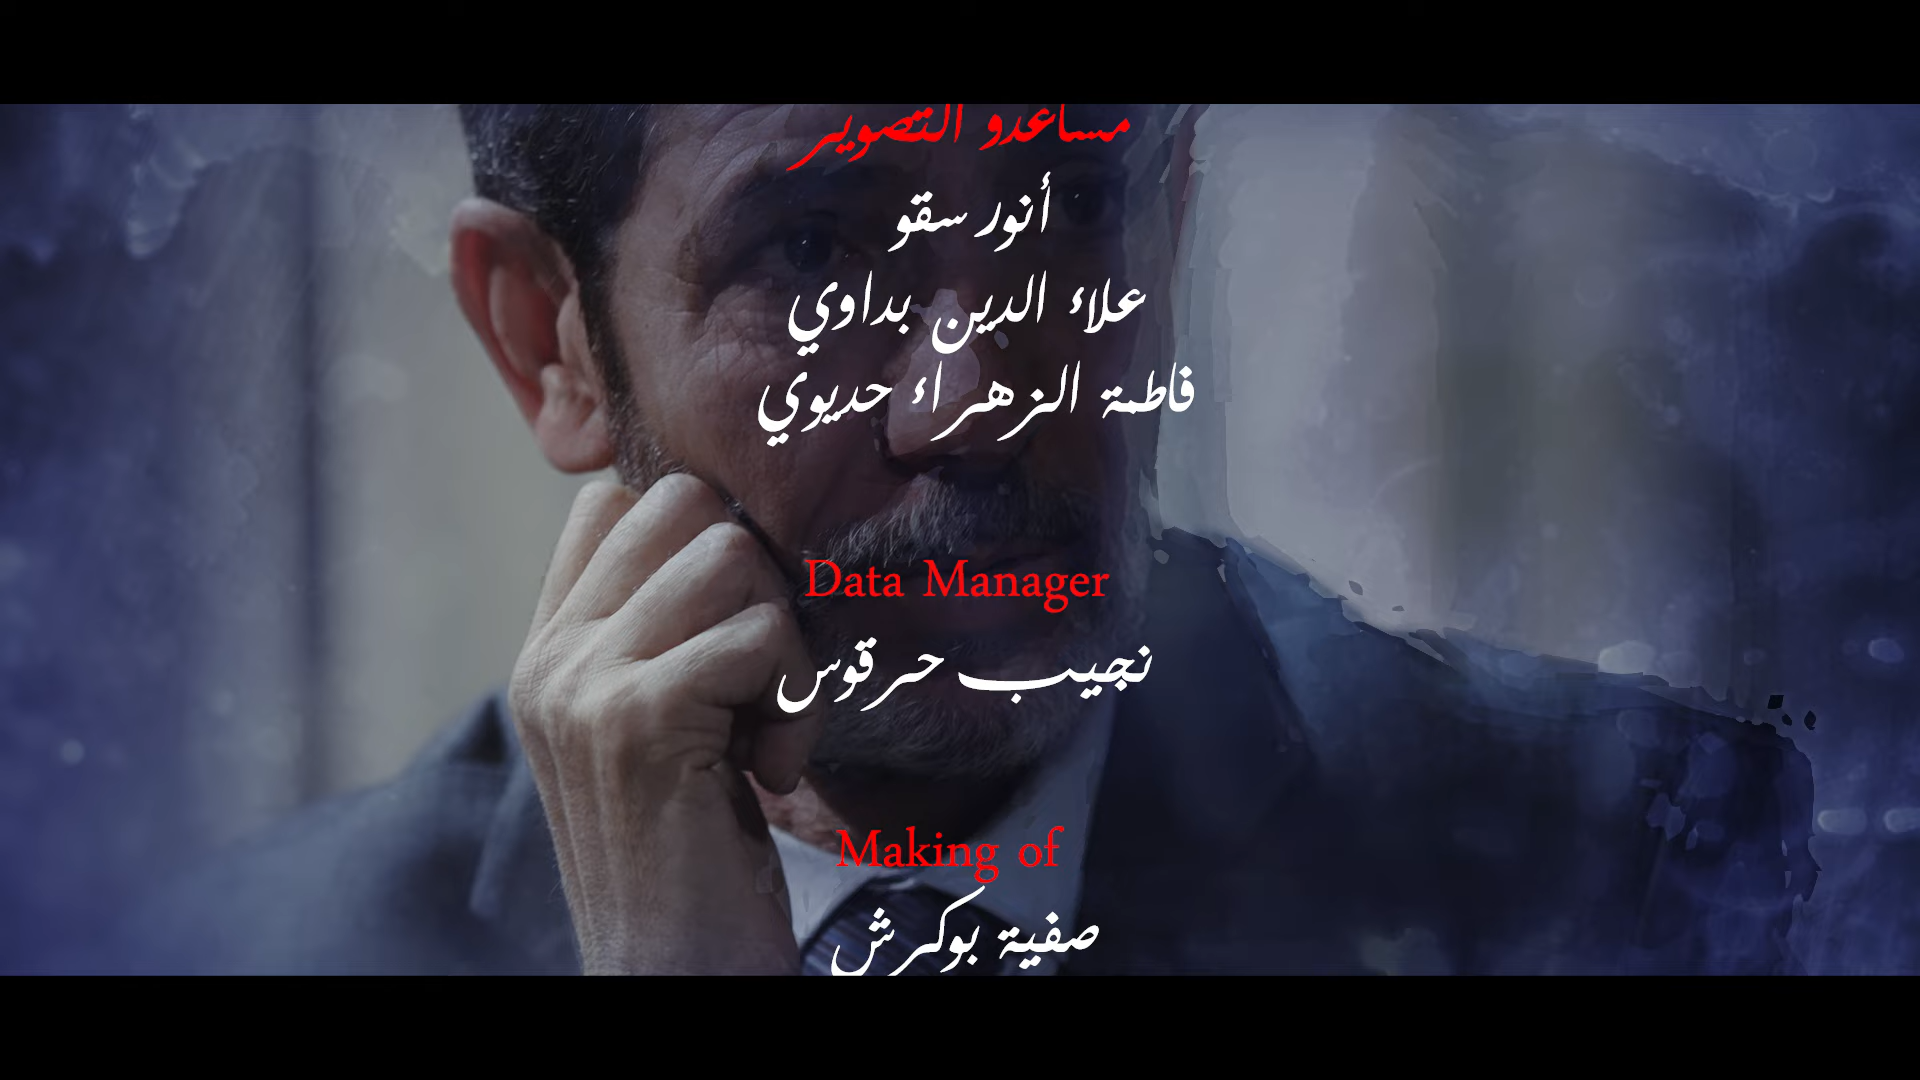 مساعدو التصوير
أنور سقو
علاء الدين بداوي
فاطمة الزهراء حديوي
Data Manager
نجيب حرقوس
Making of
صفية بوكرش